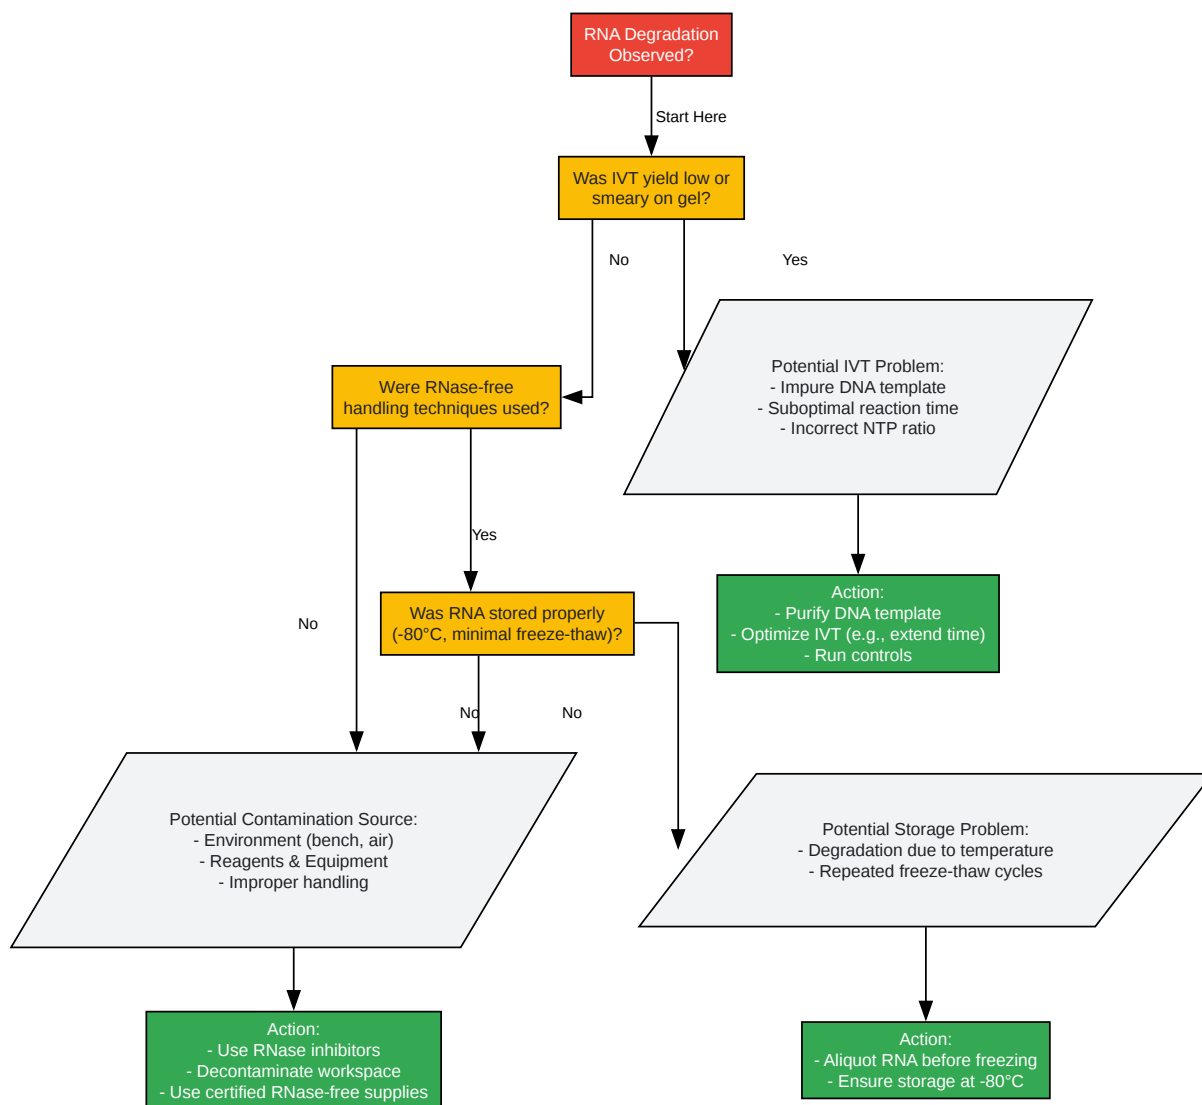 RNA Degradation
Observed?
Start Here
Was IVT yield low or
smeary on gel?
No
Yes
Potential IVT Problem:
- Impure DNA template
- Suboptimal reaction time
- Incorrect NTP ratio
Were RNase-free
handling techniques used?
Yes
Action:
- Purify DNA template
- Optimize IVT (e.g., extend time)
- Run controls
No
Was RNA stored properly
(-80°C, minimal freeze-thaw)?
No
No
Potential Contamination Source:
- Environment (bench, air)
- Reagents & Equipment
- Improper handling
Potential Storage Problem:
- Degradation due to temperature
- Repeated freeze-thaw cycles
Action:
- Use RNase inhibitors
- Decontaminate workspace
- Use certified RNase-free supplies
Action:
- Aliquot RNA before freezing
- Ensure storage at -80°C